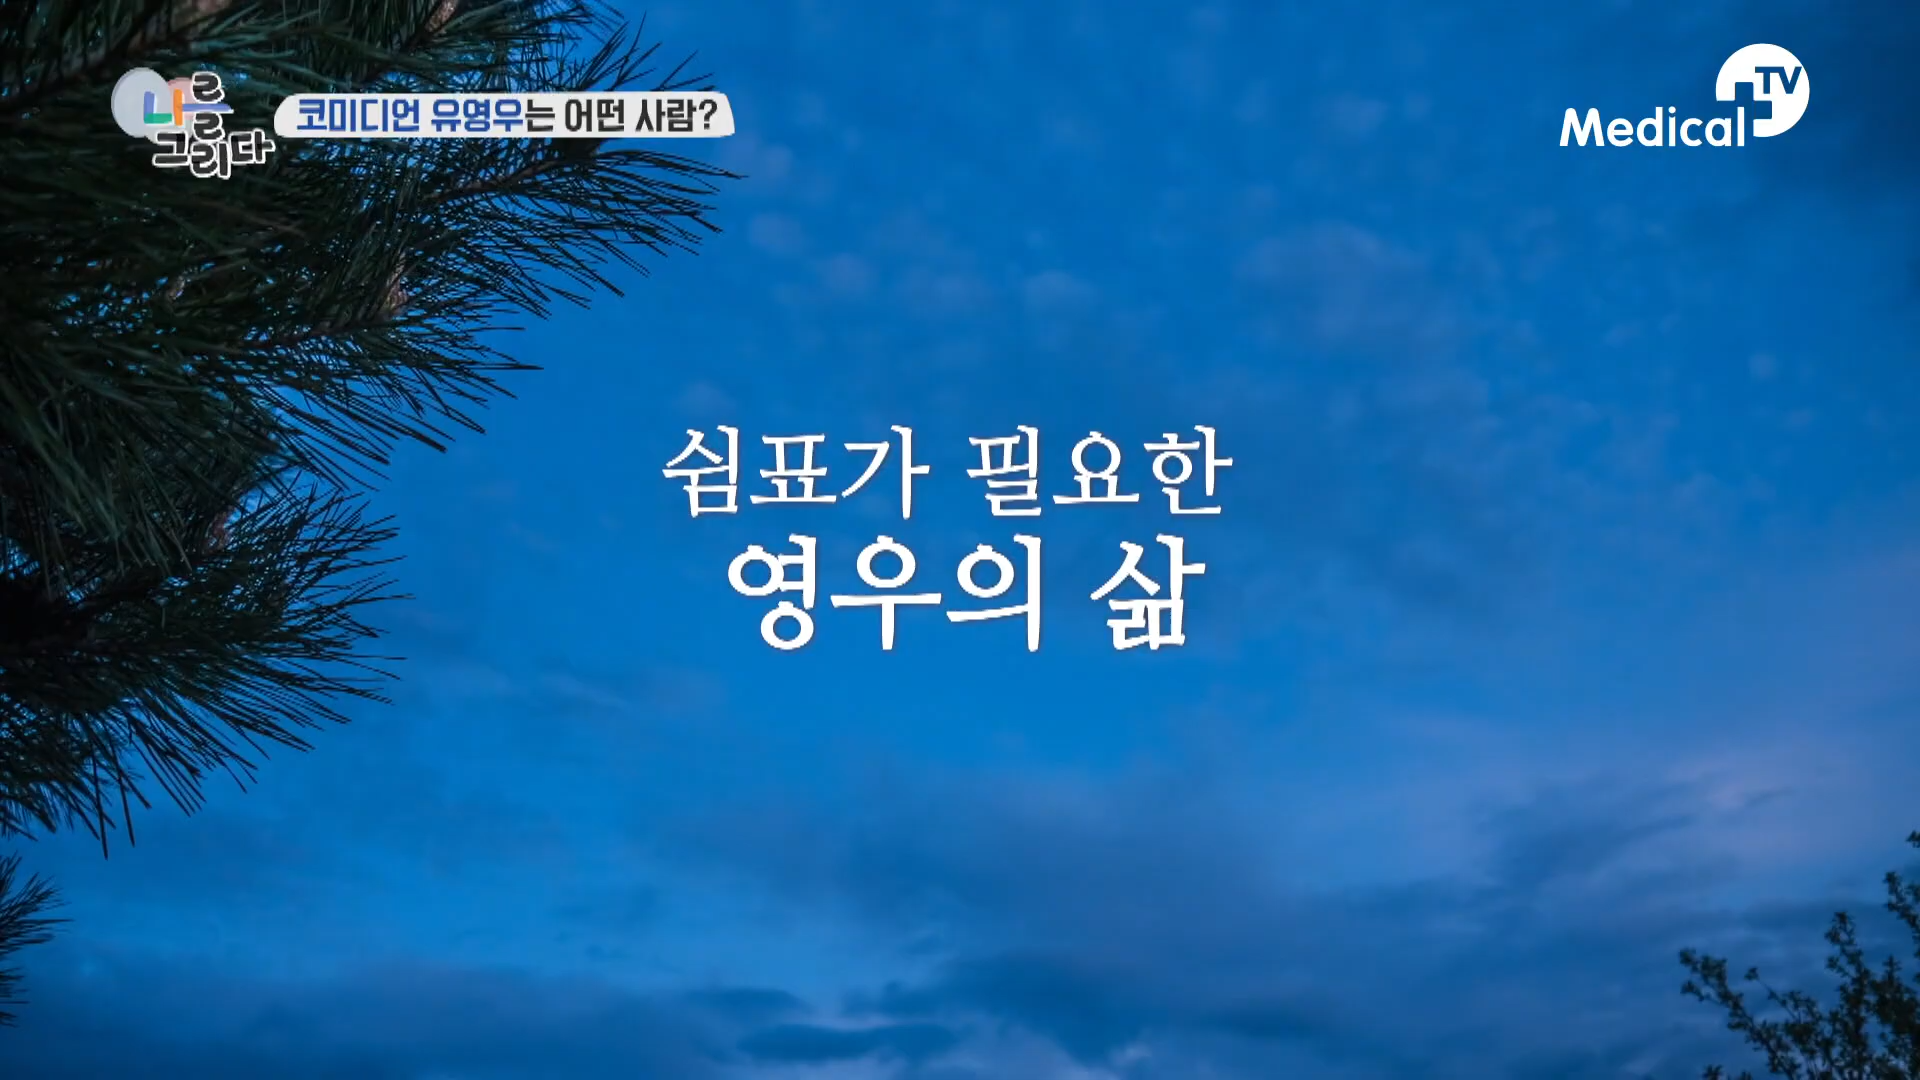 나를
그리다
코미디언 유영우는 어떤 사람?
Medical TV
쉼표가 필요한
영우의 삶